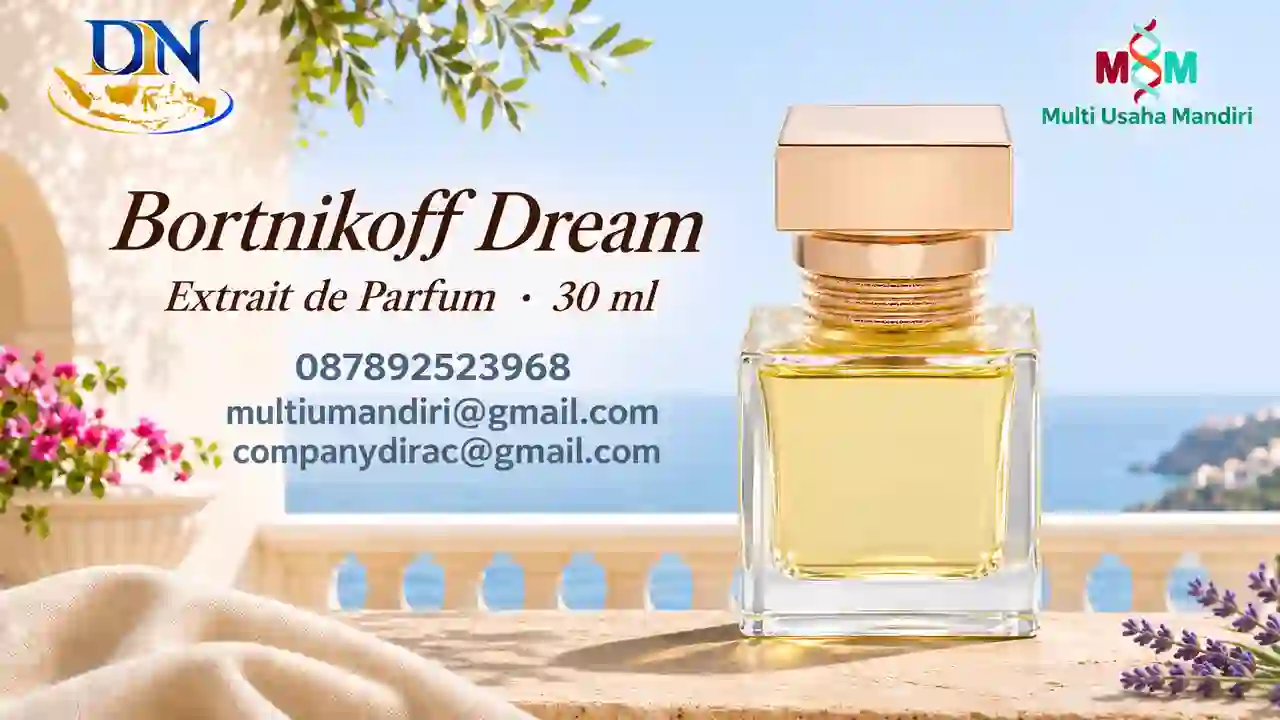 DN
MSM
Multi Usaha Mandiri
Bortnikoff Dream
Extrait de Parfum · 30 ml
087892523968
multiumandiri@gmail.com
companydirac@gmail.com